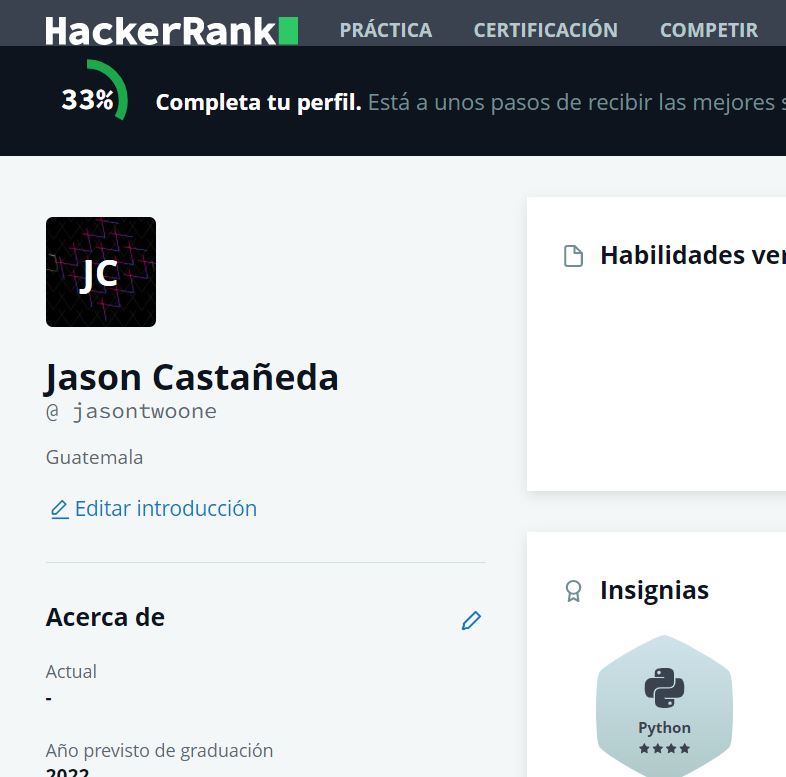 HackerRank
PRÁCTICA CERTIFICACIÓN COMPETIR
33%
Completa tu perfil. Está a unos pasos de recibir las mejores
JC
Jason Castañeda
@ jasontwoone
Guatemala
Editar introducción
Acerca de
Actual
-
Año previsto de graduación
2022
Habilidades
Insignias
Python